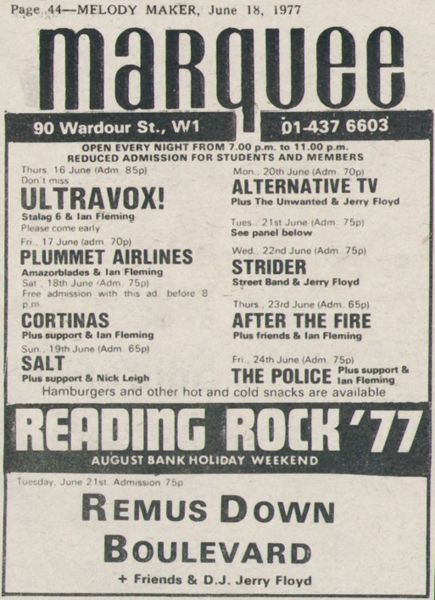 Page 44—MELODY MAKER, June 18, 1977
marquee
90 Wardour St., W1
01-437 6603
OPEN EVERY NIGHT FROM 7.00 p.m. to 11.00 p.m.
REDUCED ADMISSION FOR STUDENTS AND MEMBERS
Thurs. 16 June (Adm. 85p)
Don't miss
ULTRAVOX!
Stalag 6 & Ian Fleming
Please come early
Fri., 17 June (adm. 70p)
PLUMMET AIRLINES
Amazorblades & Ian Fleming
Sat., 18th June (Adm. 75p)
Free admission with this ad. before 8
p.m.
CORTINAS
Plus support & Ian Fleming
Sun., 19th June (Adm. 65p)
SALT
Plus support & Nick Leigh
Mon., 20th June (Adm. 70p)
ALTERNATIVE TV
Plus The Unwanted & Jerry Floyd
Tues., 21st June (Adm. 75p)
See panel below
Wed., 22nd June (Adm. 75p)
STRIDER
Street Band & Jerry Floyd
Thurs., 23rd June (Adm. 65p)
AFTER THE FIRE
Plus friends & Ian Fleming
Fri., 24th June (Adm. 75p)
THE POLICE Plus support &
Ian Fleming
Hamburgers and other hot and cold snacks are available
READING ROCK '77
AUGUST BANK HOLIDAY WEEKEND
Tuesday, June 21st. Admission 75p
REMUS DOWN
BOULEVARD
+ Friends & D.J. Jerry Floyd